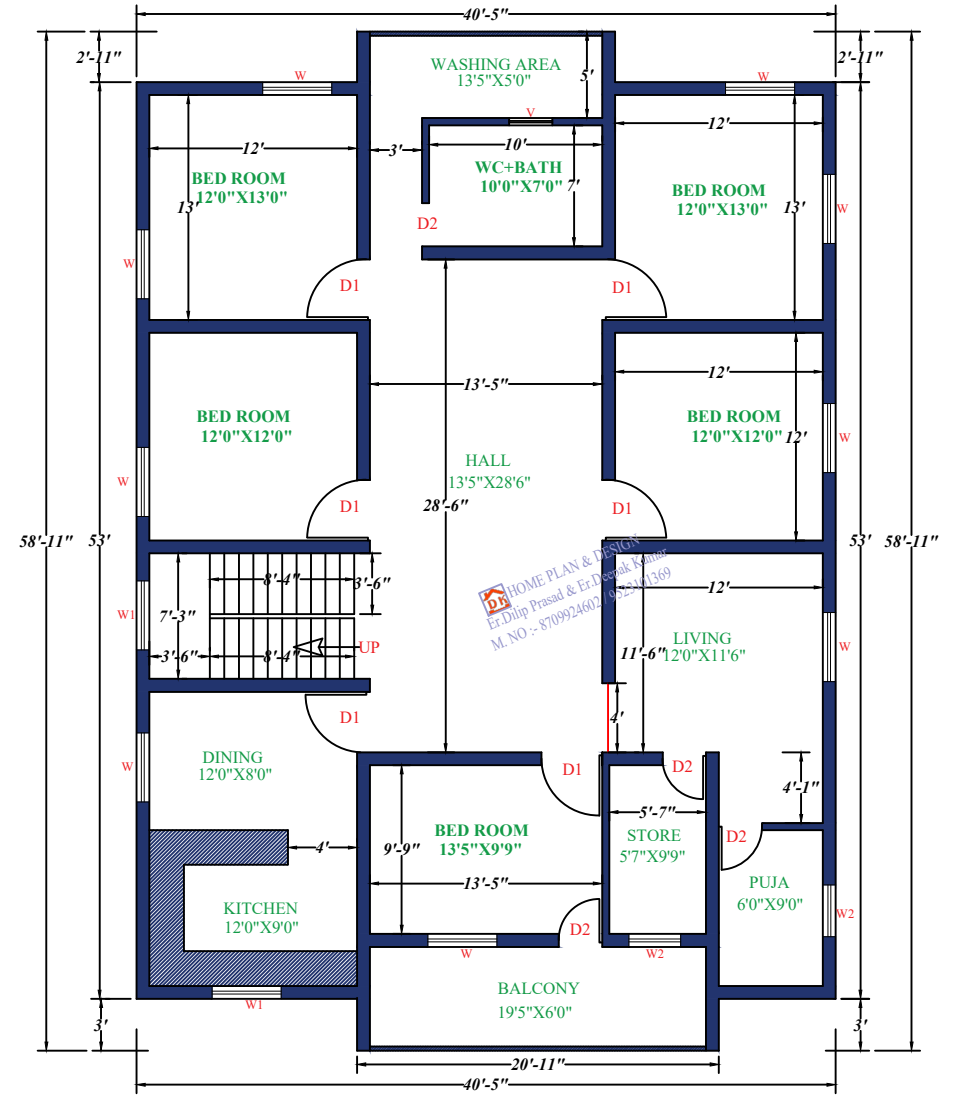 40'-5"
2'-11"
2'-11"
WASHING AREA
13'5"X5'0"
5'
W
W
V
12'
3'
10'
12'
BED ROOM
12'0"X13'0"
13'
WC+BATH
10'0"X7'0"
7'
BED ROOM
12'0"X13'0"
13'
W
D2
W
D1
D1
13'-5"
12'
BED ROOM
12'0"X12'0"
BED ROOM
12'0"X12'0"
12'
W
HALL
13'5"X28'6"
W
28'-6"
D1
D1
58'-11"
53'
53'
58'-11"
HOME PLAN & DESIGN
DK
Er.Dilip Prasad & Er.Deepak Kumar
M. NO :- 8709924602 / 9523101369
8'-4"
3'-6"
12'
W1
7'-3"
3'-6"
8'-4"
UP
LIVING
12'0"X11'6"
11'-6"
W
D1
4'
DINING
12'0"X8'0"
W
D1
D2
4'-1"
5'-7"
BED ROOM
13'5"X9'9"
9'-9"
4'
STORE
5'7"X9'9"
D2
13'-5"
PUJA
6'0"X9'0"
KITCHEN
12'0"X9'0"
W2
D2
W
W2
BALCONY
19'5"X6'0"
W1
3'
3'
20'-11"
40'-5"